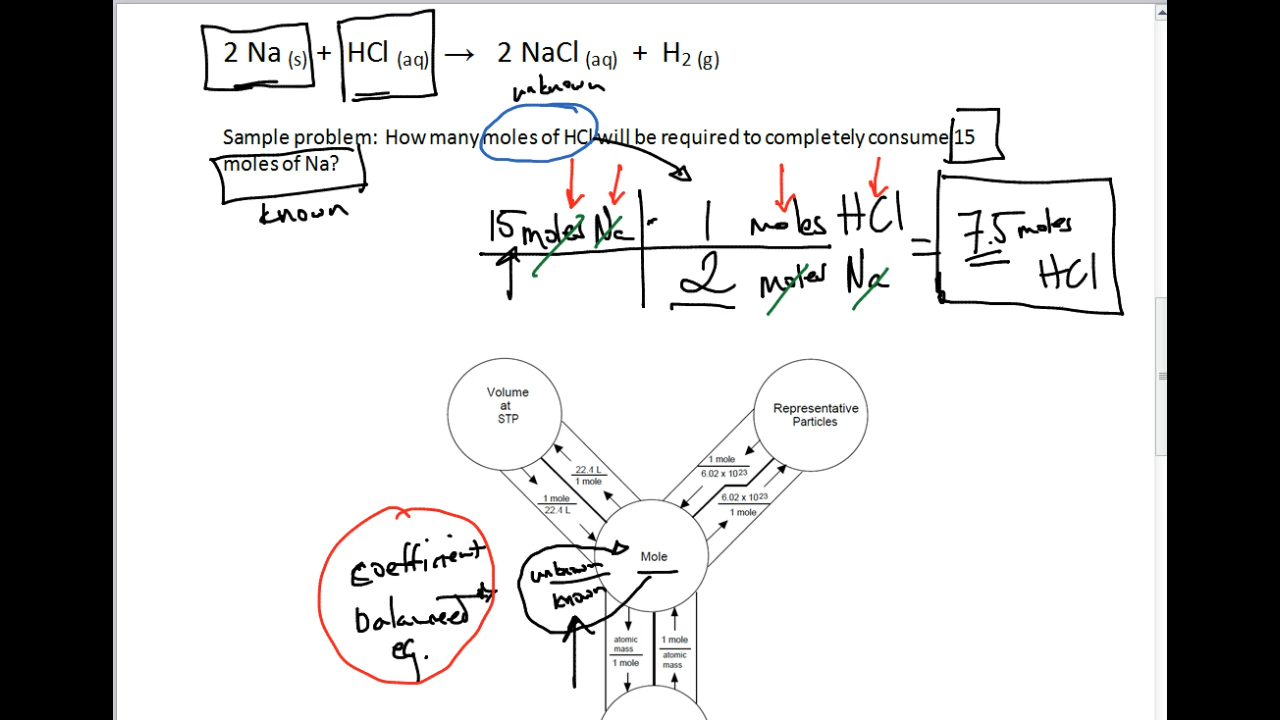 2 Na (s) + HCl (aq) → 2 NaCl (aq) + H2 (g)
unknown
Sample problem: How many moles of HCl will be required to completely consume 15
moles of Na?
known
15 moles Na · 1 moles HCl = 7.5 moles
2 moles Na HCl
Volume
at
STP
Representative
Particles
22.4 L
1 mole
1 mole
22.4 L
1 mole
6.02 x 10^23
6.02 x 10^23
1 mole
Mole
coefficient
balanced
eq.
unknown
known
atomic
mass
1 mole
1 mole
atomic
mass